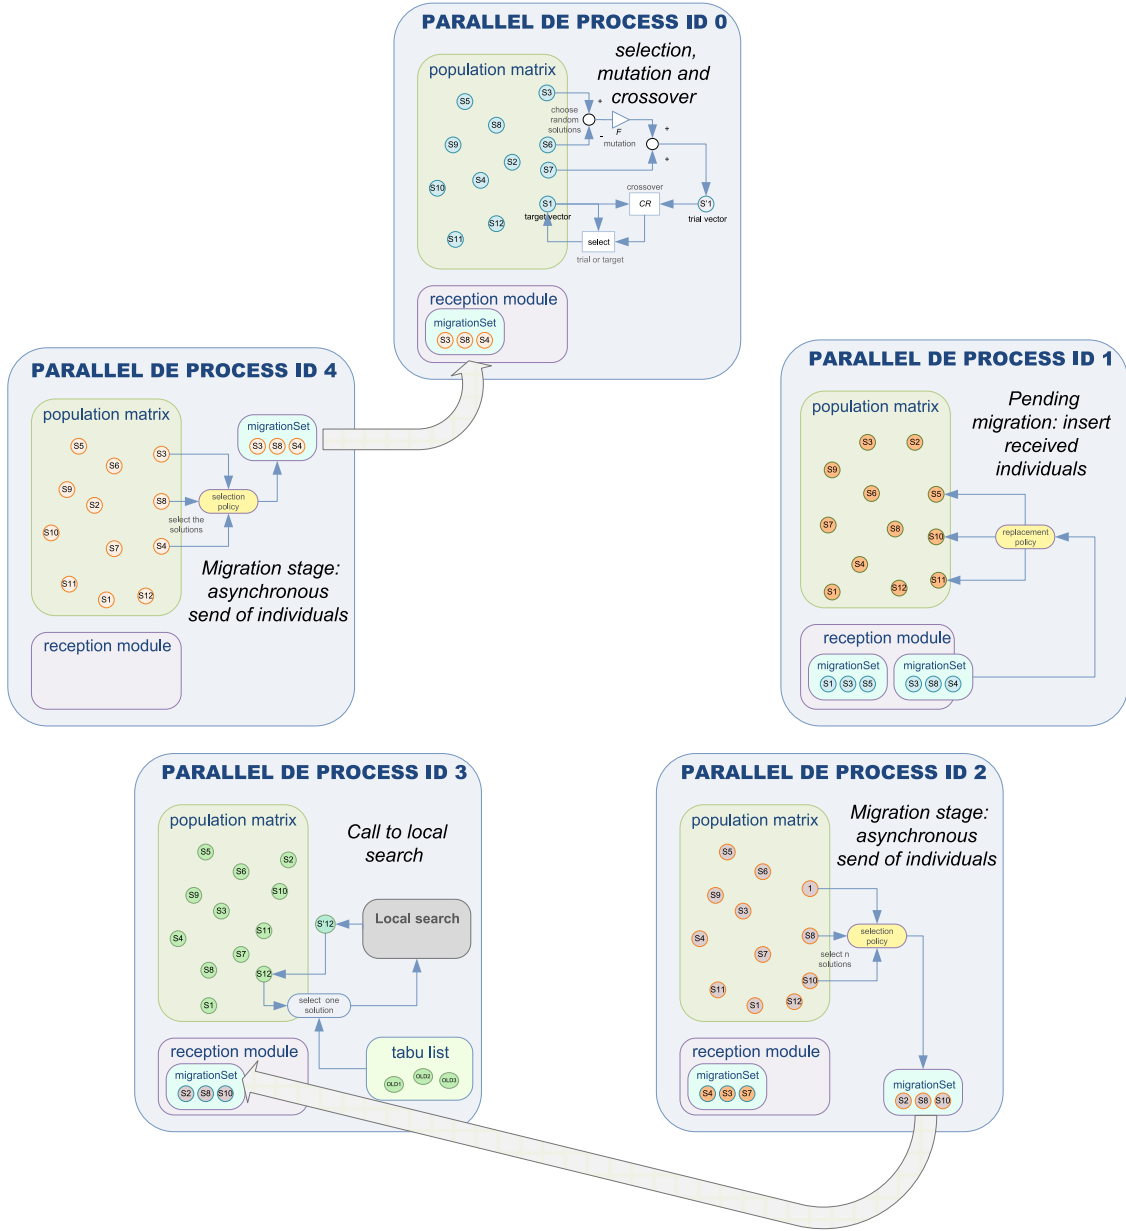 PARALLEL DE PROCESS ID 0
selection,
mutation and
crossover
population matrix
S3
S5
S8
S9
S6
S2
S7
S4
S10
S1
S12
S11
+
-
choose
random
solutions
F
mutation
+
+
crossover
CR
S'1
trial vector
target vector
select
trial or target
reception module
migrationSet
S3 S8 S4
PARALLEL DE PROCESS ID 4
population matrix
S5
S3
S6
S9
S2
S8
S10
S7
S4
S11
S1
S12
select the
solutions
selection
policy
migrationSet
S3 S8 S4
Migration stage:
asynchronous
send of individuals
reception module
PARALLEL DE PROCESS ID 1
population matrix
Pending
migration: insert
received
individuals
S3
S2
S9
S6
S5
S7
S8
S10
S4
S11
S1
S12
replacement
policy
reception module
migrationSet
S1 S3 S5
migrationSet
S3 S8 S4
PARALLEL DE PROCESS ID 3
population matrix
Call to local
search
S5
S2
S6
S9
S10
S3
S4
S11
S7
S8
S12
S1
S'12
Local search
select one
solution
reception module
migrationSet
S2 S8 S10
tabu list
OLD1 OLD2 OLD3
PARALLEL DE PROCESS ID 2
population matrix
Migration stage:
asynchronous
send of individuals
S5
S6
S9
1
S3
S4
S8
S7
S10
S11
S1
S12
select n
solutions
selection
policy
reception module
migrationSet
S4 S3 S7
migrationSet
S2 S8 S10